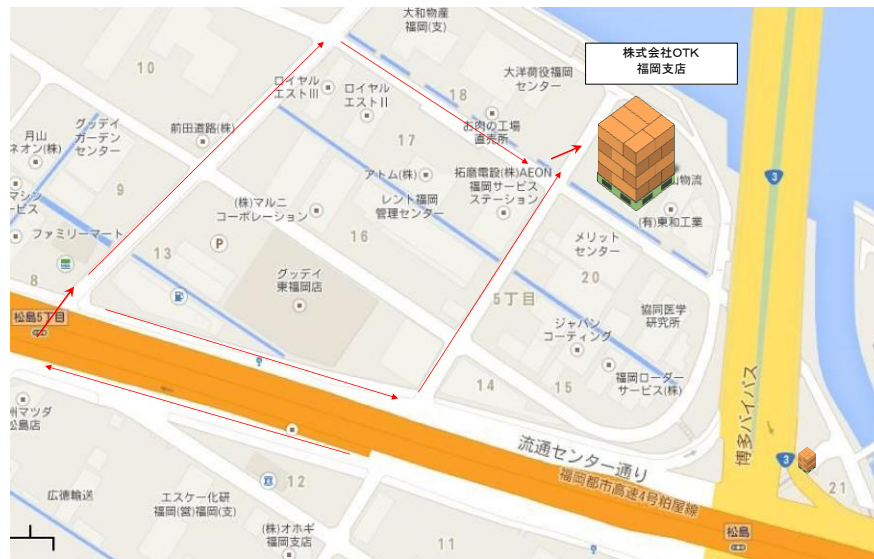 大和物産
福岡(支)
株式会社OTK
福岡支店
10
ロイヤル
エストⅢ
ロイヤル
エストⅡ
18
大洋荷役福岡
センター
月山
ネオン(株)
グッデイ
ガーデン
センター
前田道路(株)
17
お肉の工場
直売所
3
マシン
ービス
9
アトム(株)
拓磨電設(株)AEON
福岡サービス
ステーション
山物流
(有)東和工業
(株)マルニ
コーポレーション
レント福岡
管理センター
ファミリーマート
13
P
16
メリット
センター
20
8
グッデイ
東福岡店
5丁目
協同医学
研究所
松島5丁目
ジャパン
コーティング
14
15
福岡ローダー
サービス(株)
州マツダ
松島店
博多バイパス
流通センター通り
福岡都市高速4号粕屋線
3
21
広徳輸送
エスケー化研
福岡(営)福岡(支)
12
(株)オホギ
福岡支店
11
松島